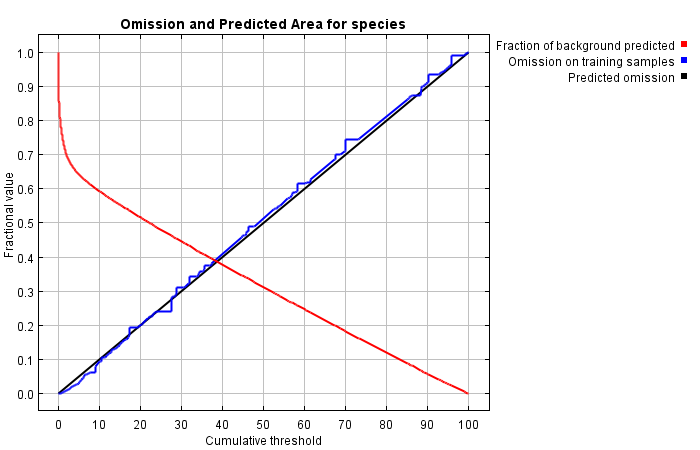 Omission and Predicted Area for species
Fraction of background predicted
Omission on training samples
Predicted omission
Fractional value
1.0
0.9
0.8
0.7
0.6
0.5
0.4
0.3
0.2
0.1
0.0
0 10 20 30 40 50 60 70 80 90 100
Cumulative threshold